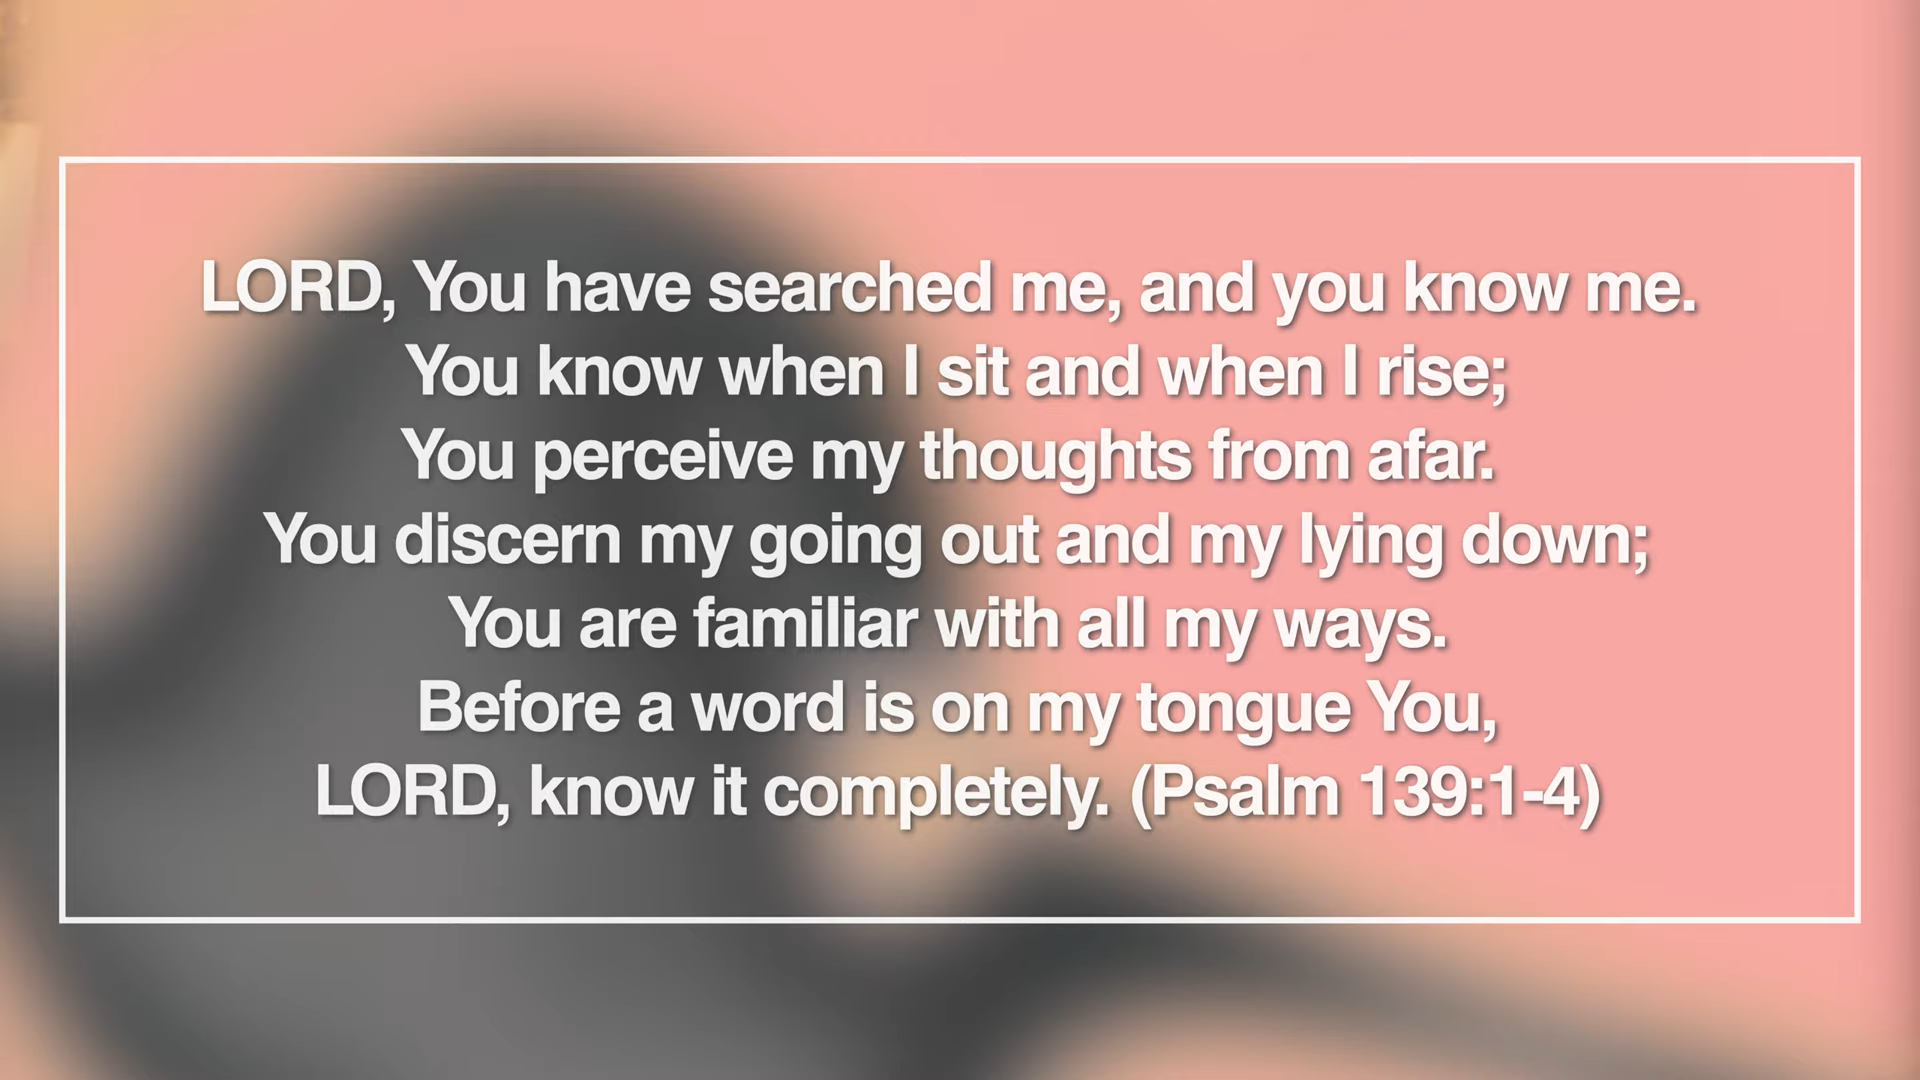 LORD, You have searched me, and you know me.
You know when I sit and when I rise;
You perceive my thoughts from afar.
You discern my going out and my lying down;
You are familiar with all my ways.
Before a word is on my tongue You,
LORD, know it completely. (Psalm 139:1-4)